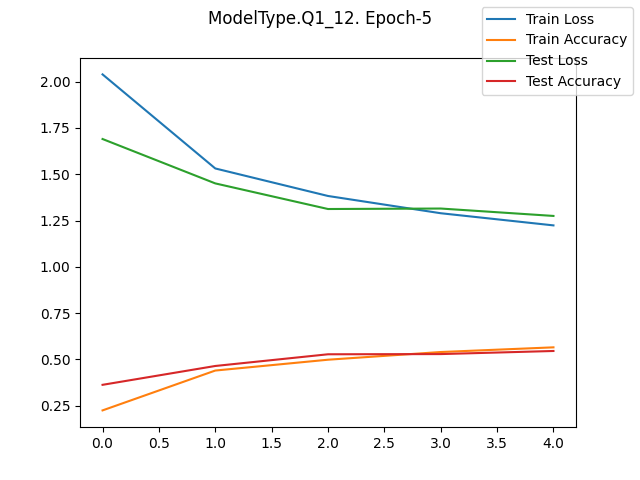 ModelType.Q1_12. Epoch-5
Train Loss
Train Accuracy
Test Loss
Test Accuracy
2.00
1.75
1.50
1.25
1.00
0.75
0.50
0.25
0.0 0.5 1.0 1.5 2.0 2.5 3.0 3.5 4.0